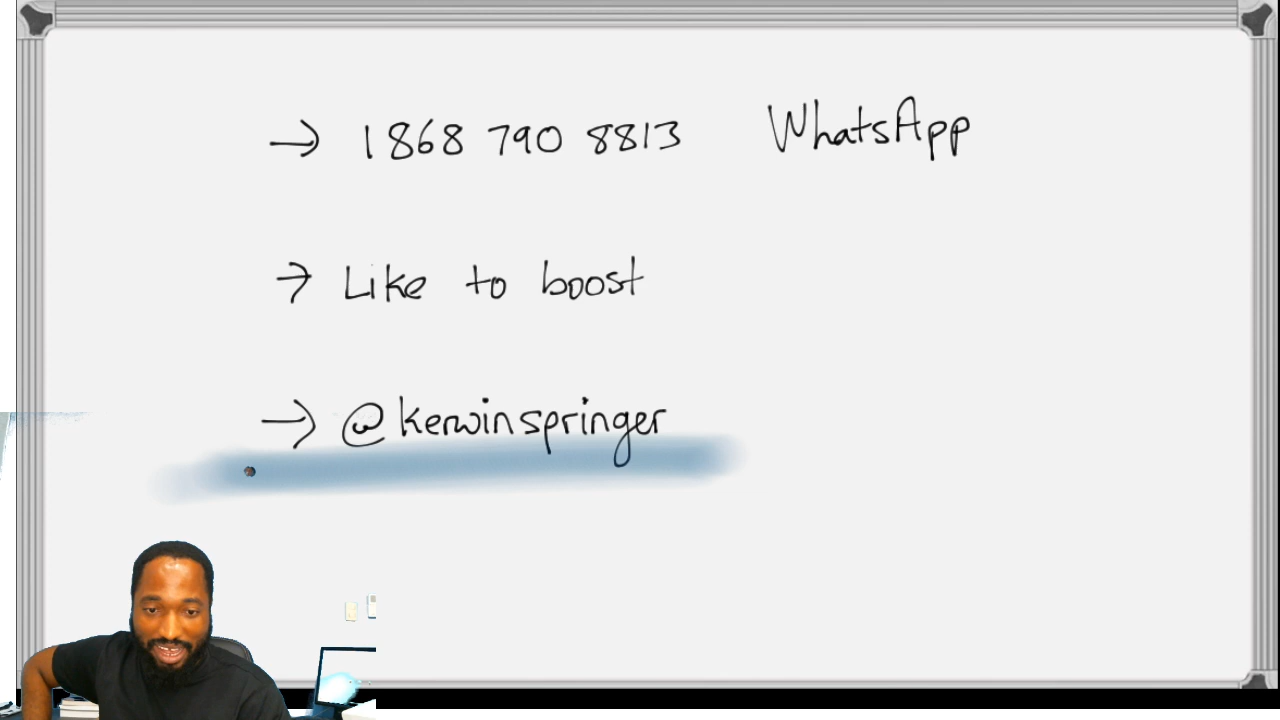 → 1868 790 8813 WhatsApp
→ Like to boost
→ @kerwinspringer